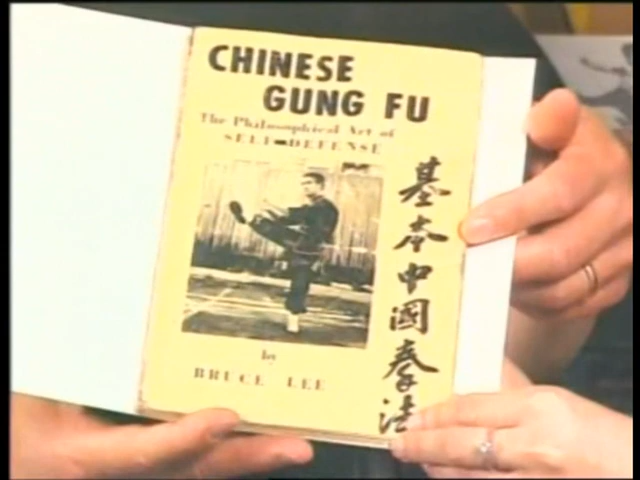 CHINESE
GUNG FU
The Philosophical Art of
SELF-DEFENSE
基本中國拳法
by
BRUCE LEE